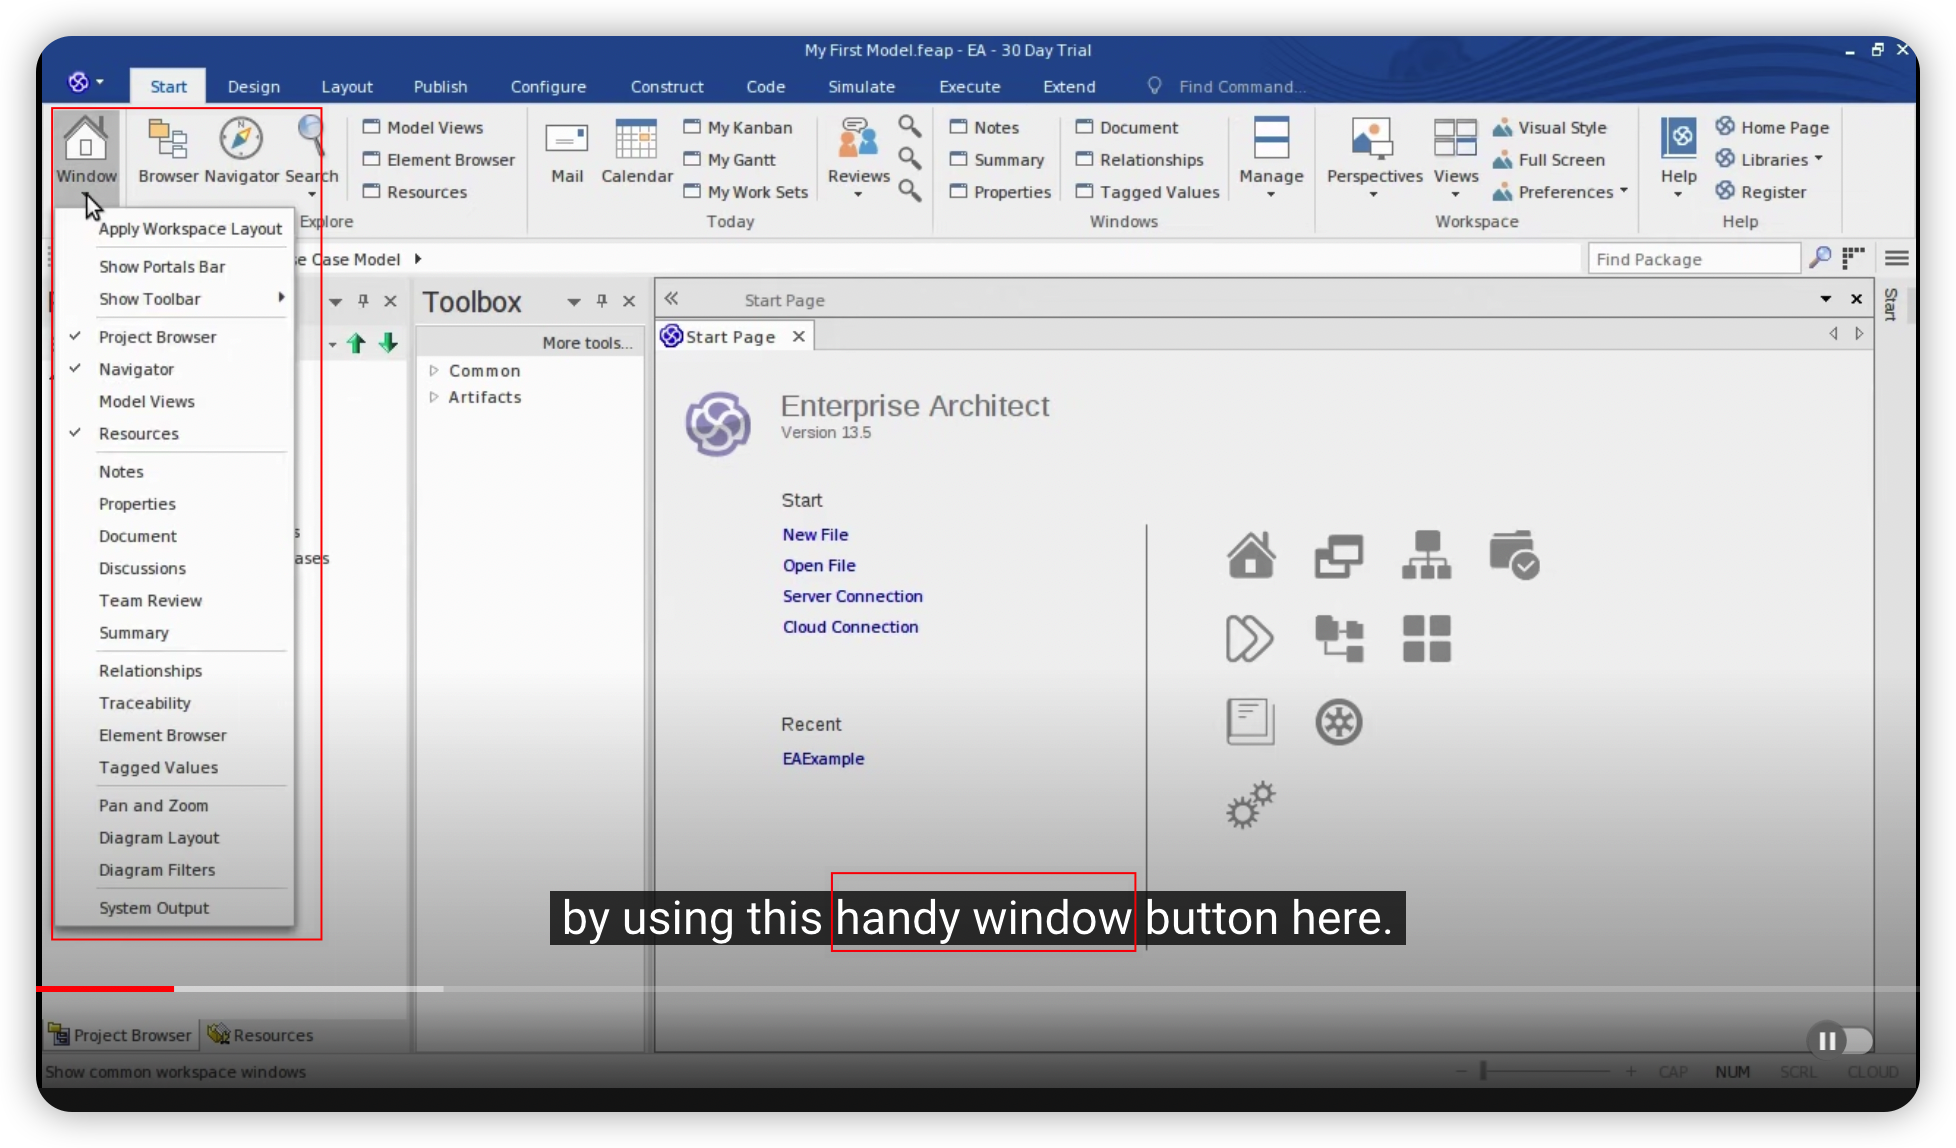 My First Model.feap - EA - 30 Day Trial
Start Design Layout Publish Configure Construct Code Simulate Execute Extend Find Command...
Window
Browser
Navigator
Search
Model Views
Element Browser
Resources
Explore
Mail
Calendar
My Kanban
My Gantt
My Work Sets
Reviews
Today
Notes
Summary
Properties
Document
Relationships
Tagged Values
Windows
Manage
Perspectives
Views
Visual Style
Full Screen
Preferences
Workspace
Help
Home Page
Libraries
Register
Help
e Case Model
Find Package
Apply Workspace Layout
Show Portals Bar
Show Toolbar
Project Browser
Navigator
Model Views
Resources
Notes
Properties
Document
Discussions
Team Review
Summary
Relationships
Traceability
Element Browser
Tagged Values
Pan and Zoom
Diagram Layout
Diagram Filters
System Output
s
ases
Toolbox
More tools...
Common
Artifacts
Start Page
Start Page
Start
Enterprise Architect
Version 13.5
Start
New File
Open File
Server Connection
Cloud Connection
Recent
EAExample
by using this handy window button here.
Project Browser Resources
Show common workspace windows
CAP NUM SCRL CLOUD